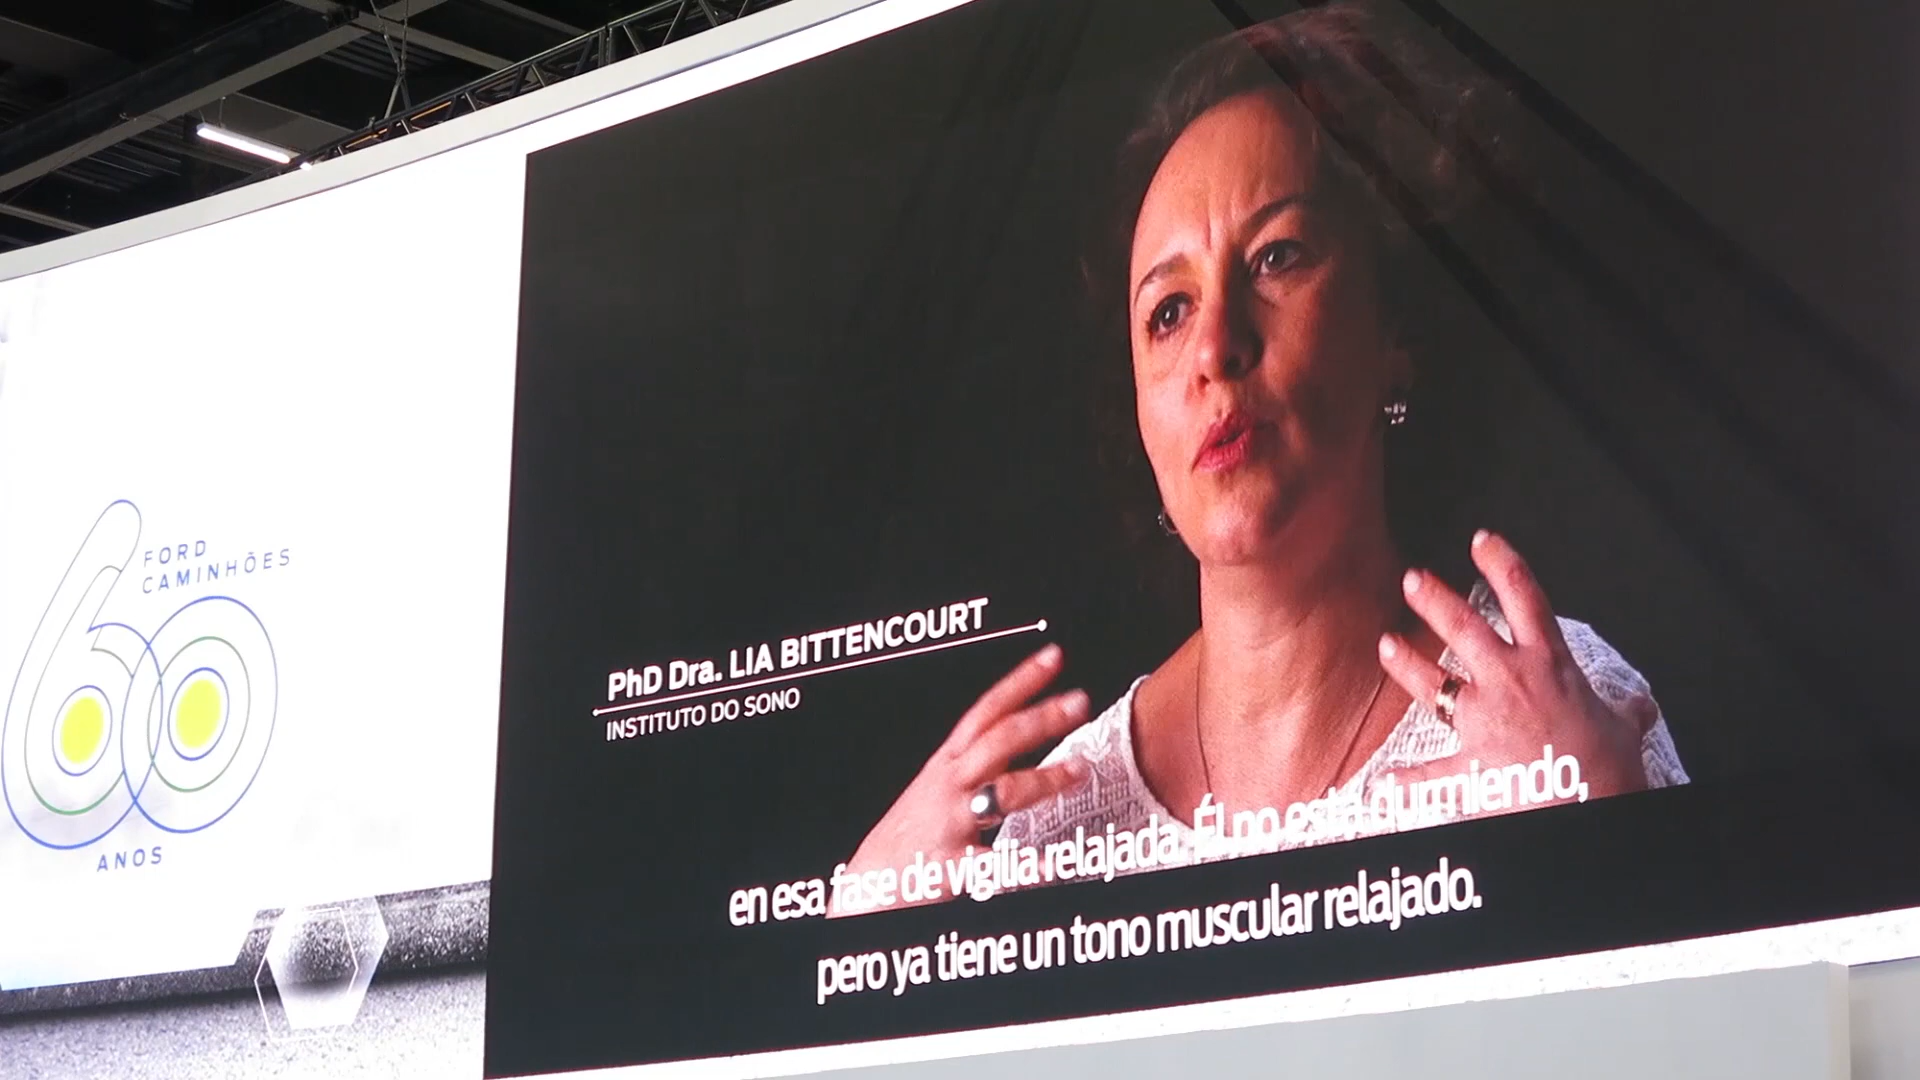 60
FORD
CAMINHÕES
ANOS
PhD Dra. LIA BITTENCOURT
INSTITUTO DO SONO
en esa fase de vigilia relajada. Él no está durmiendo,
pero ya tiene un tono muscular relajado.